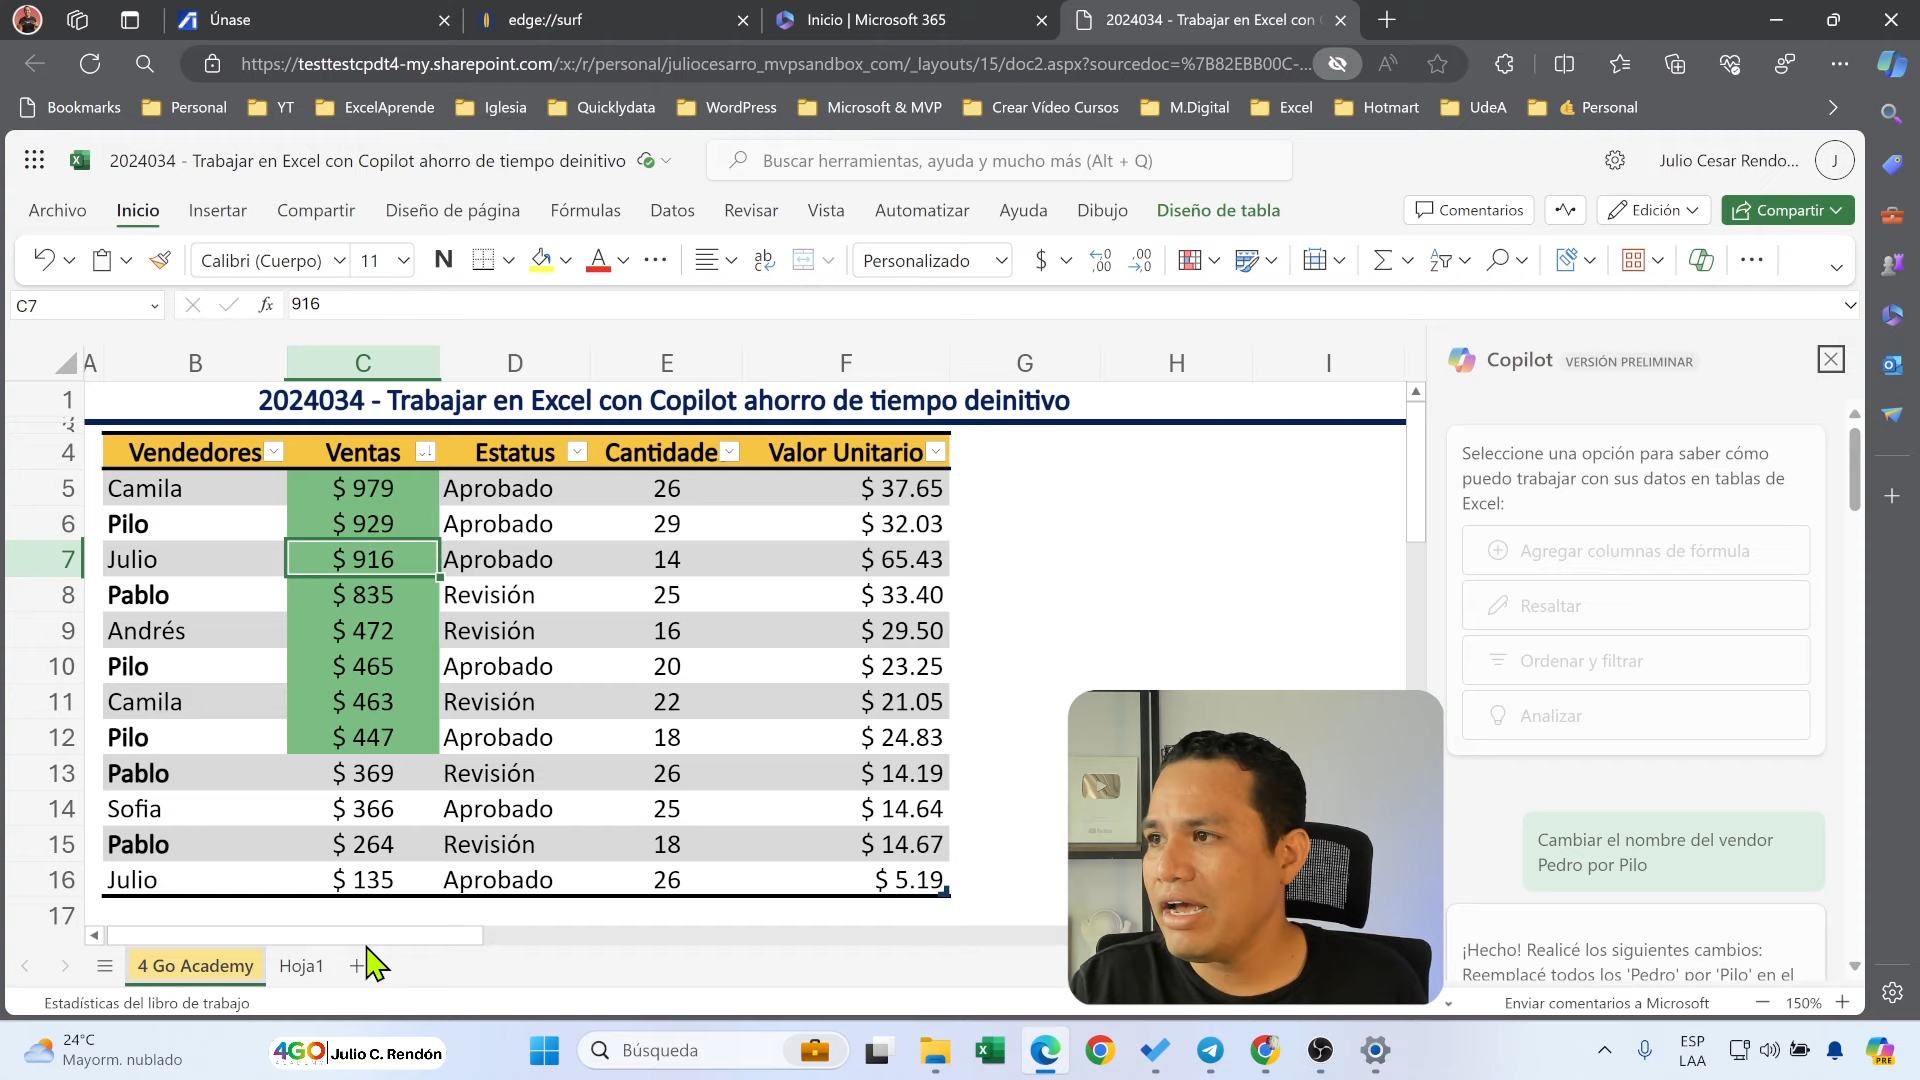 Únase
edge://surf
Inicio | Microsoft 365
2024034 - Trabajar en Excel con
https://testtestcpdt4-my.sharepoint.com/:x:/r/personal/juliocesarro_mvpsandbox_com/_layouts/15/doc2.aspx?sourcedoc=%7B82EBB00C-...
Bookmarks Personal YT ExcelAprende Iglesia Quicklydata WordPress Microsoft & MVP Crear Vídeo Cursos M.Digital Excel Hotmart UdeA Personal
2024034 - Trabajar en Excel con Copilot ahorro de tiempo deinitivo
Buscar herramientas, ayuda y mucho más (Alt + Q)
Julio Cesar Rendo... J
Archivo Inicio Insertar Compartir Diseño de página Fórmulas Datos Revisar Vista Automatizar Ayuda Dibujo Diseño de tabla
Comentarios Edición Compartir
Calibri (Cuerpo) 11 N A ab Personalizado $
C7 fx 916
A B C D E F G H I
1 2024034 - Trabajar en Excel con Copilot ahorro de tiempo deinitivo
3
4 Vendedores Ventas Estatus Cantidade Valor Unitario
5 Camila $ 979 Aprobado 26 $ 37.65
6 Pilo $ 929 Aprobado 29 $ 32.03
7 Julio $ 916 Aprobado 14 $ 65.43
8 Pablo $ 835 Revisión 25 $ 33.40
9 Andrés $ 472 Revisión 16 $ 29.50
10 Pilo $ 465 Aprobado 20 $ 23.25
11 Camila $ 463 Revisión 22 $ 21.05
12 Pilo $ 447 Aprobado 18 $ 24.83
13 Pablo $ 369 Revisión 26 $ 14.19
14 Sofia $ 366 Aprobado 25 $ 14.64
15 Pablo $ 264 Revisión 18 $ 14.67
16 Julio $ 135 Aprobado 26 $ 5.19
17
Copilot VERSIÓN PRELIMINAR
Seleccione una opción para saber cómo
puedo trabajar con sus datos en tablas de
Excel:
Agregar columnas de fórmula
Resaltar
Ordenar y filtrar
Analizar
Cambiar el nombre del vendor
Pedro por Pilo
¡Hecho! Realicé los siguientes cambios:
Reemplacé todos los 'Pedro' por 'Pilo' en el
4 Go Academy Hoja1
Estadísticas del libro de trabajo
Enviar comentarios a Microsoft 150%
24°C
Mayorm. nublado
4GO Julio C. Rendón
Búsqueda
ESP
LAA
PRE